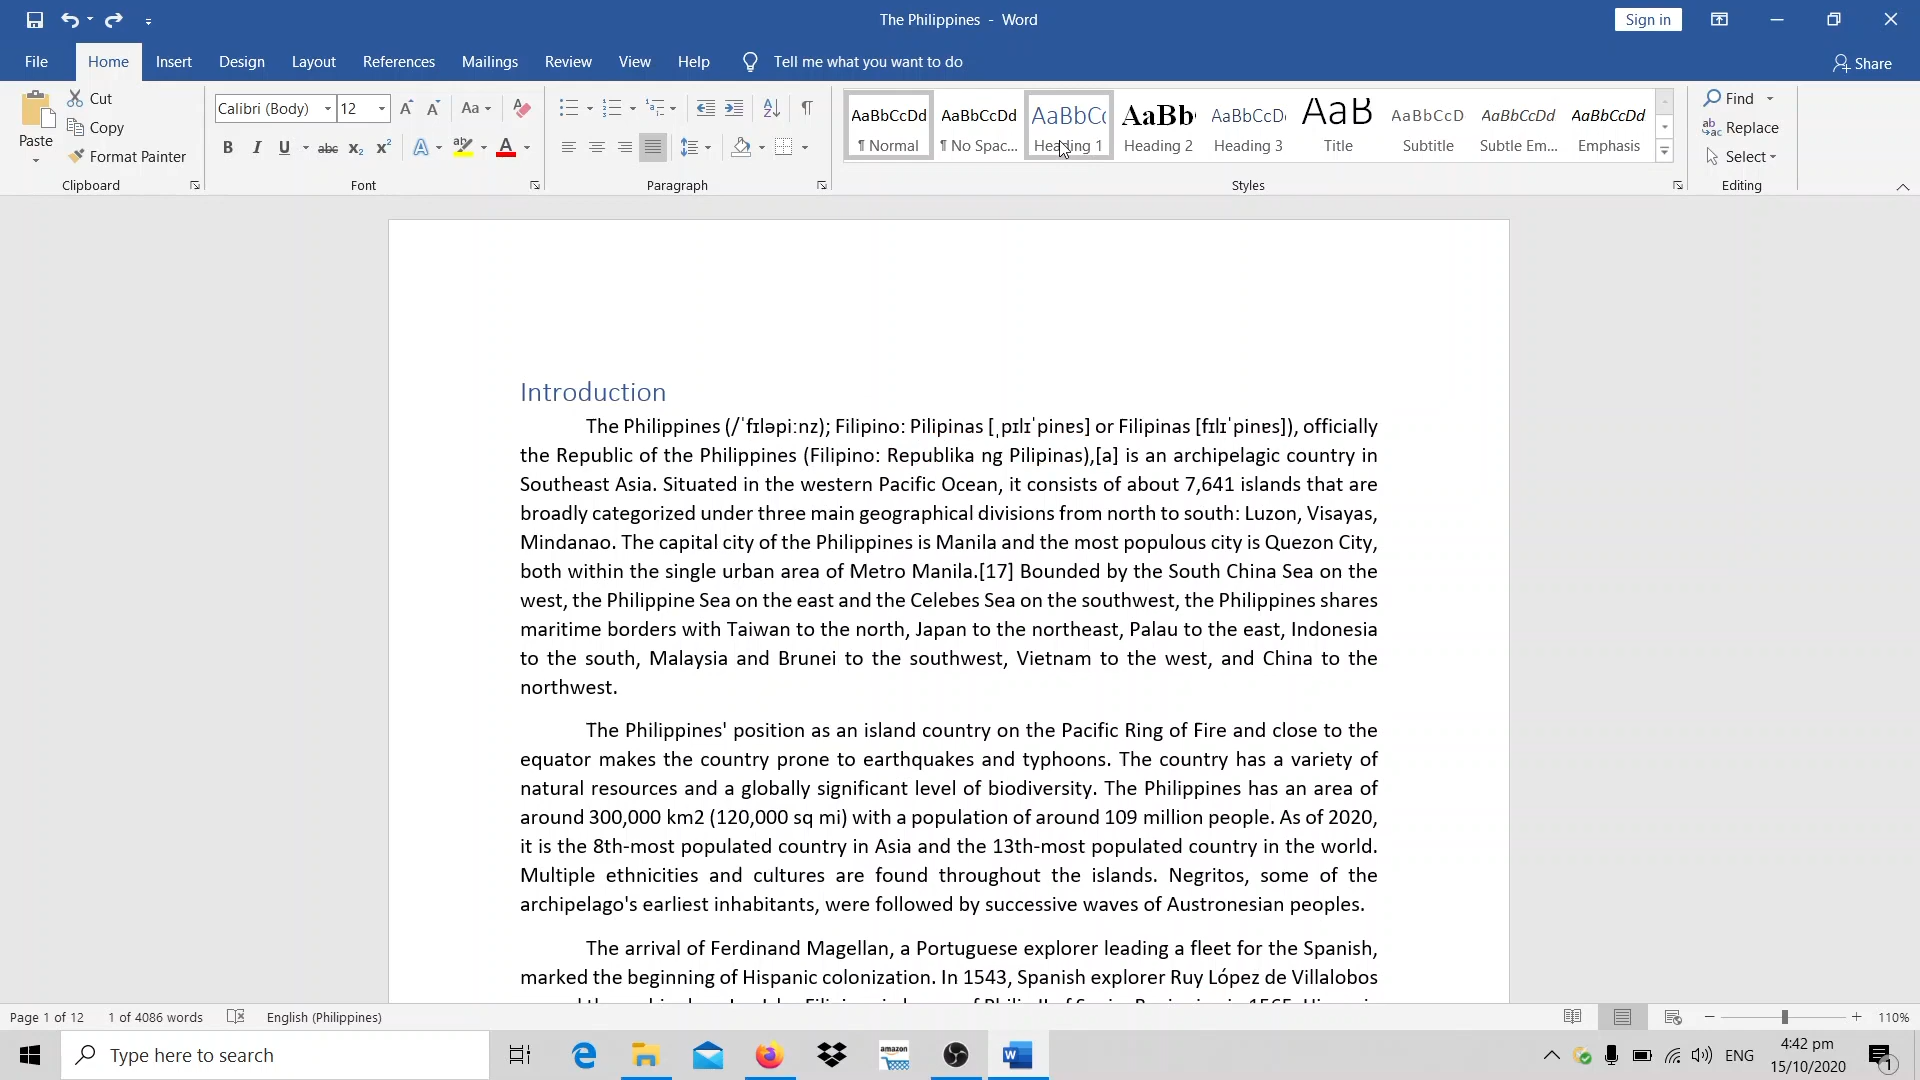 The Philippines - Word
Sign in
File
Home
Insert
Design
Layout
References
Mailings
Review
View
Help
Tell me what you want to do
Share
Paste
Cut
Copy
Format Painter
Clipboard
Calibri (Body)
12
Font
Paragraph
AaBbCcDd
¶ Normal
AaBbCcDd
¶ No Spac...
AaBbCc
Heading 1
AaBb
Heading 2
AaBbCcD
Heading 3
AaB
Title
AaBbCcD
Subtitle
AaBbCcDd
Subtle Em...
AaBbCcDd
Emphasis
Styles
Find
Replace
Select
Editing
Introduction
The Philippines (/ˈfɪləpiːnz); Filipino: Pilipinas [ˌpɪlɪˈpinɐs] or Filipinas [fɪlɪˈpinɐs]), officially
the Republic of the Philippines (Filipino: Republika ng Pilipinas),[a] is an archipelagic country in
Southeast Asia. Situated in the western Pacific Ocean, it consists of about 7,641 islands that are
broadly categorized under three main geographical divisions from north to south: Luzon, Visayas,
Mindanao. The capital city of the Philippines is Manila and the most populous city is Quezon City,
both within the single urban area of Metro Manila.[17] Bounded by the South China Sea on the
west, the Philippine Sea on the east and the Celebes Sea on the southwest, the Philippines shares
maritime borders with Taiwan to the north, Japan to the northeast, Palau to the east, Indonesia
to the south, Malaysia and Brunei to the southwest, Vietnam to the west, and China to the
northwest.
The Philippines' position as an island country on the Pacific Ring of Fire and close to the
equator makes the country prone to earthquakes and typhoons. The country has a variety of
natural resources and a globally significant level of biodiversity. The Philippines has an area of
around 300,000 km2 (120,000 sq mi) with a population of around 109 million people. As of 2020,
it is the 8th-most populated country in Asia and the 13th-most populated country in the world.
Multiple ethnicities and cultures are found throughout the islands. Negritos, some of the
archipelago's earliest inhabitants, were followed by successive waves of Austronesian peoples.
The arrival of Ferdinand Magellan, a Portuguese explorer leading a fleet for the Spanish,
marked the beginning of Hispanic colonization. In 1543, Spanish explorer Ruy López de Villalobos
Page 1 of 12
1 of 4086 words
English (Philippines)
110%
Type here to search
amazon
ENG
4:42 pm
15/10/2020
1